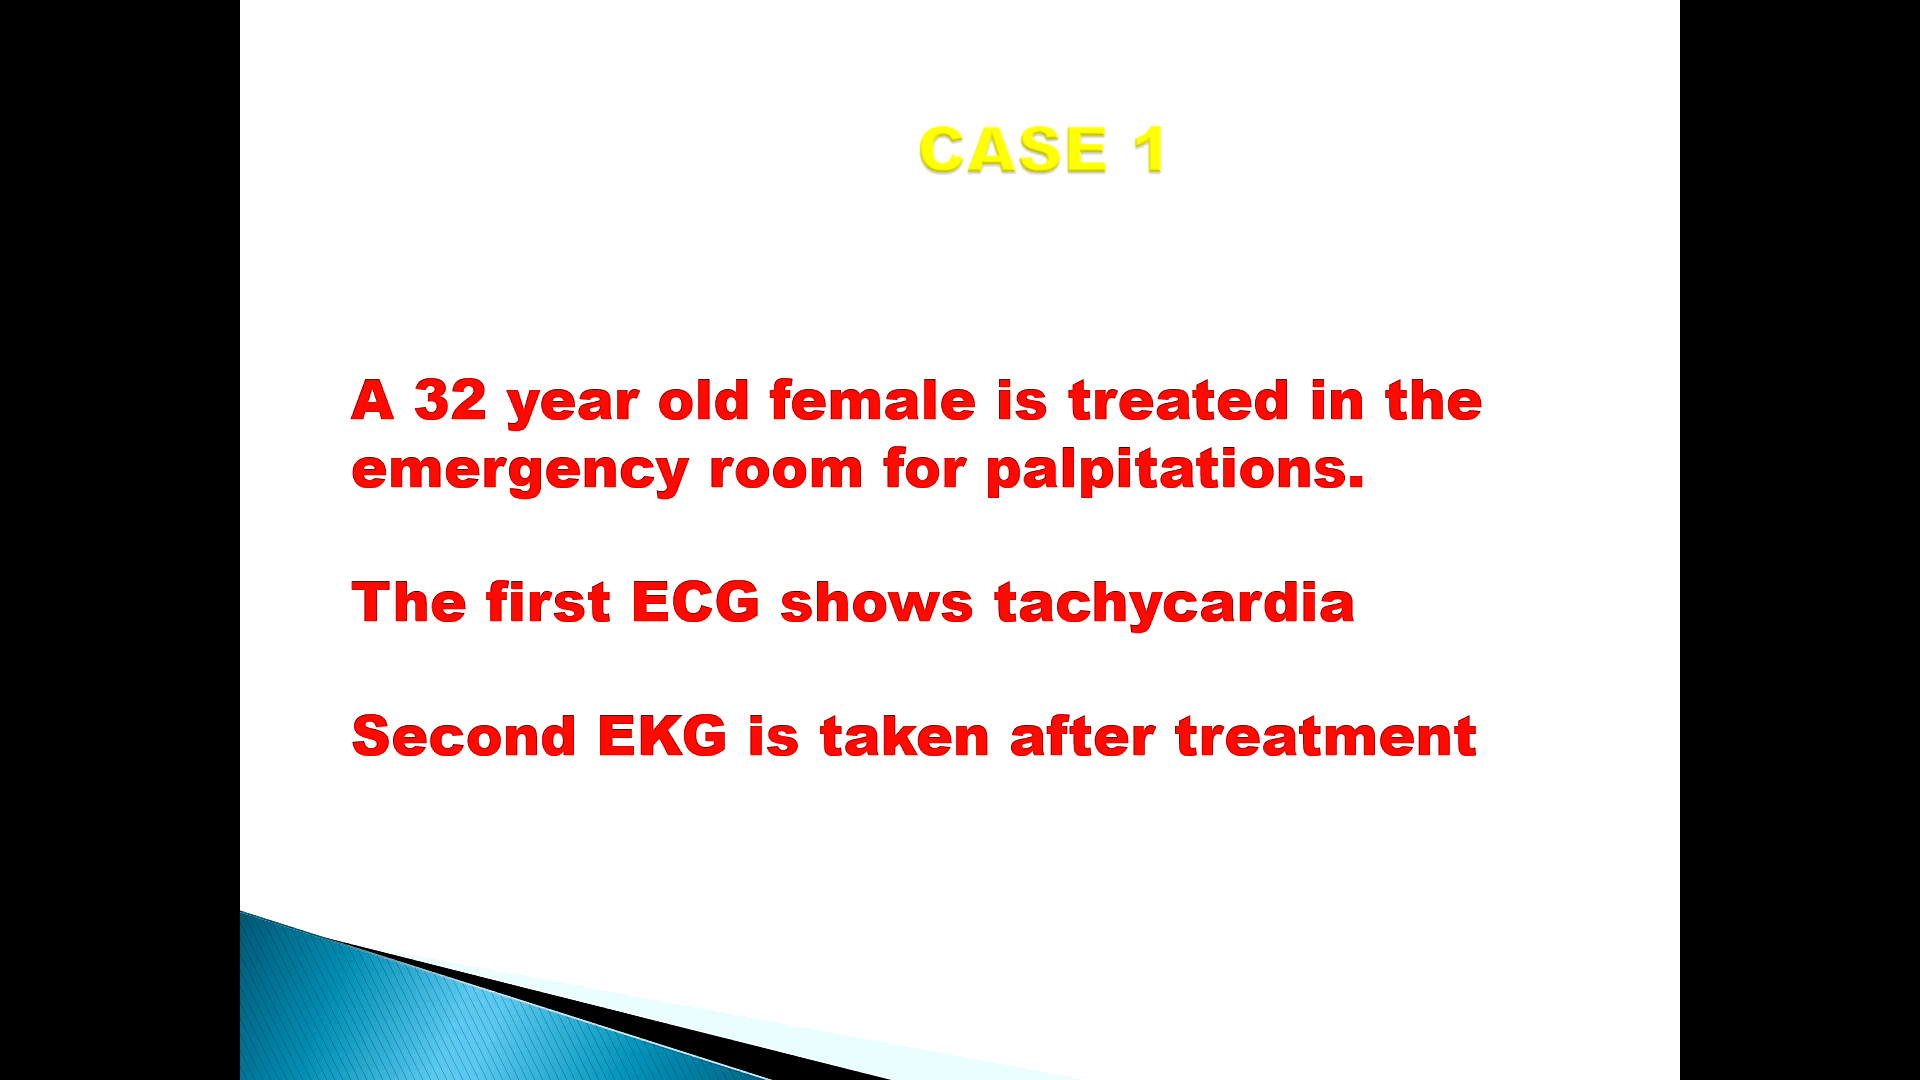 CASE 1
A 32 year old female is treated in the
emergency room for palpitations.
The first ECG shows tachycardia
Second EKG is taken after treatment